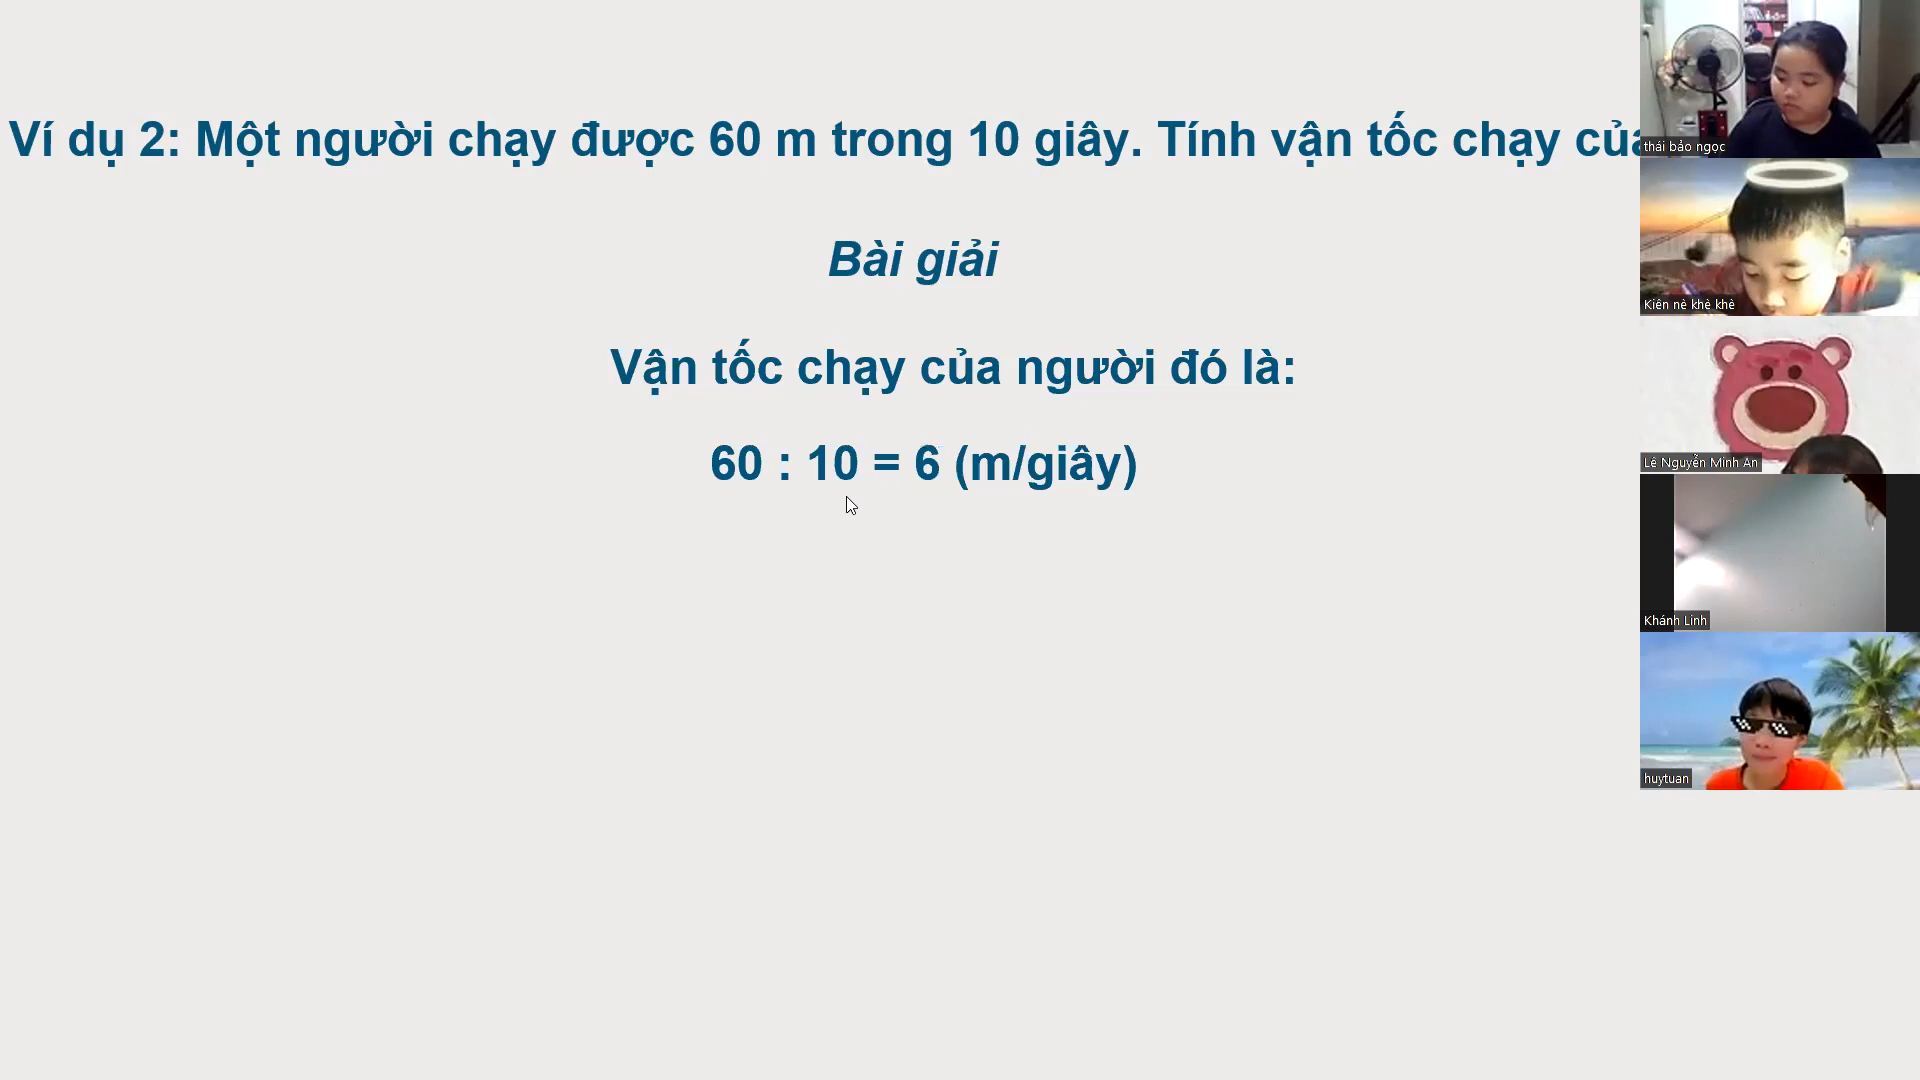 Ví dụ 2: Một người chạy được 60 m trong 10 giây. Tính vận tốc chạy của
Bài giải
Vận tốc chạy của người đó là:
60 : 10 = 6 (m/giây)
thái bảo ngọc
Kiên nè khè khè
Lê Nguyễn Minh An
Khánh Linh
huytuan